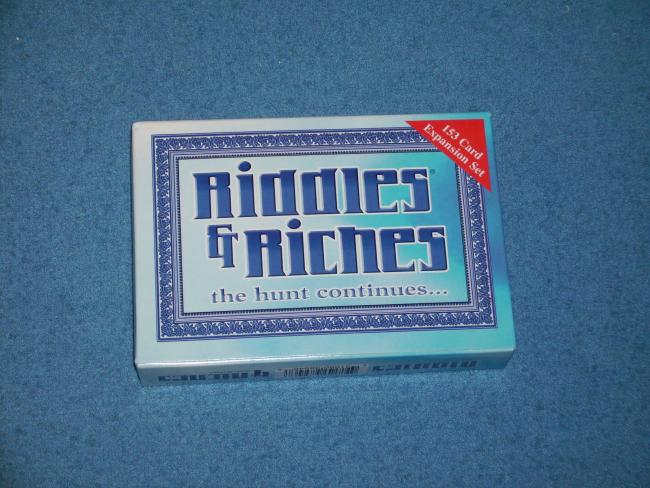 153 Card
Expansion Set
Riddles®
& Riches
the hunt continues...